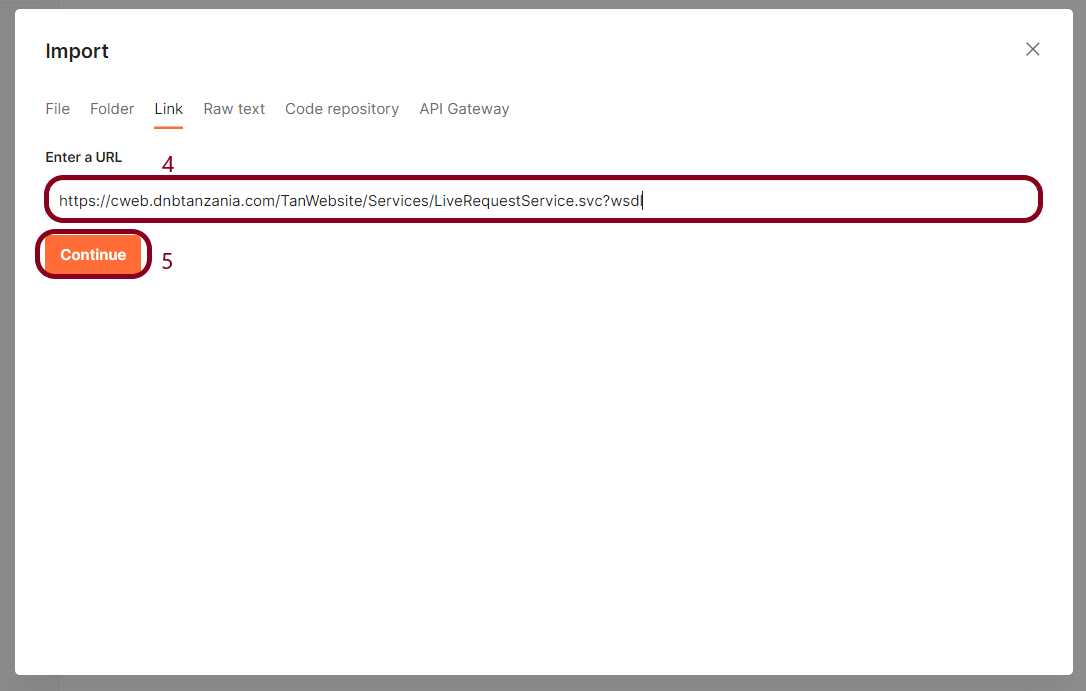 Import
File Folder Link Raw text Code repository API Gateway
Enter a URL 4
https://cweb.dnbtanzania.com/TanWebsite/Services/LiveRequestService.svc?wsdl
Continue 5